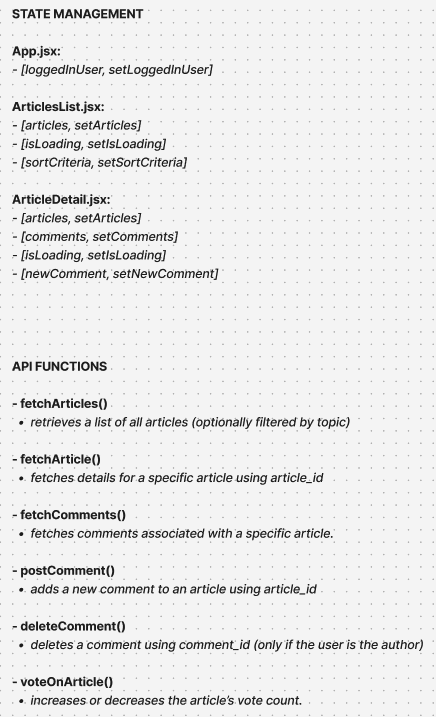 STATE MANAGEMENT
App.jsx:
- [loggedInUser, setLoggedInUser]
ArticlesList.jsx:
- [articles, setArticles]
- [isLoading, setIsLoading]
- [sortCriteria, setSortCriteria]
ArticleDetail.jsx:
- [articles, setArticles]
- [comments, setComments]
- [isLoading, setIsLoading]
- [newComment, setNewComment]
API FUNCTIONS
- fetchArticles()
• retrieves a list of all articles (optionally filtered by topic)
- fetchArticle()
• fetches details for a specific article using article_id
- fetchComments()
• fetches comments associated with a specific article.
- postComment()
• adds a new comment to an article using article_id
- deleteComment()
• deletes a comment using comment_id (only if the user is the author)
- voteOnArticle()
• increases or decreases the article's vote count.